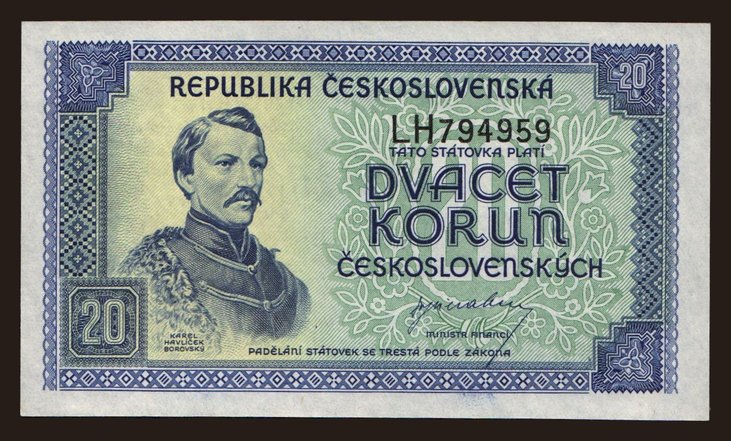 20
REPUBLIKA ČESKOSLOVENSKÁ
LH794959
TATO STÁTOVKA PLATÍ
DVACET
KORUN
ČESKOSLOVENSKÝCH
MINISTR FINANCÍ
20
KAREL
HAVLÍČEK
BOROVSKÝ
PADĚLÁNÍ STÁTOVEK SE TRESTÁ PODLE ZÁKONA